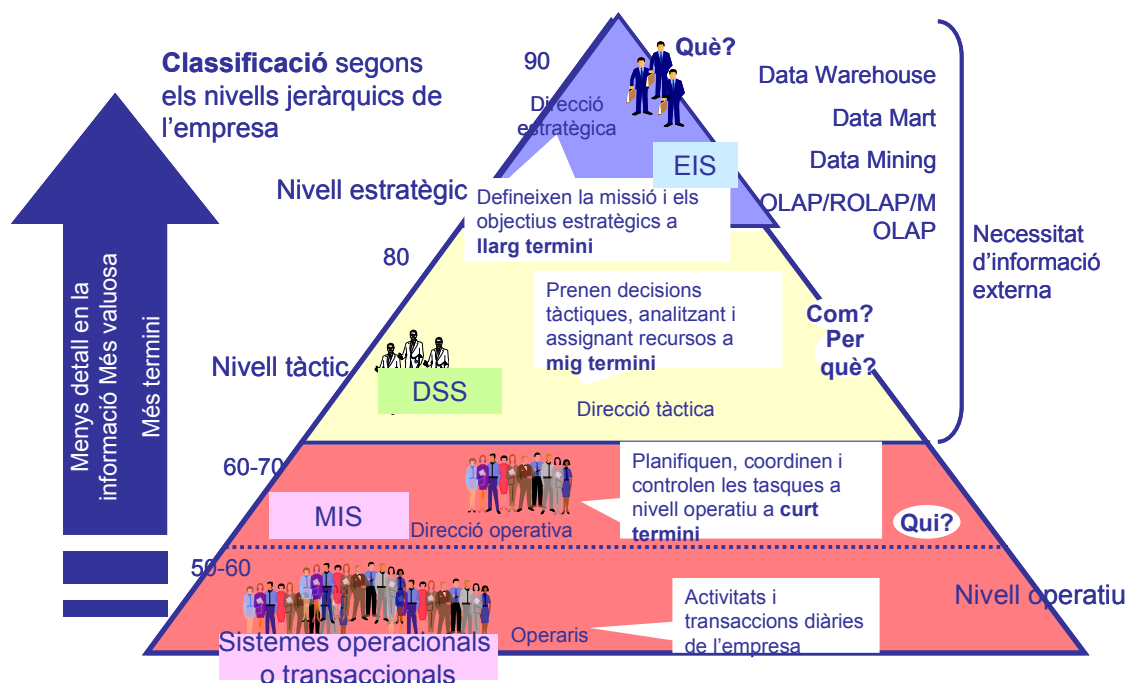 Classificació segons
els nivells jeràrquics de
l'empresa
90
Què?
Direcció
estratègica
EIS
Data Warehouse
Data Mart
Data Mining
OLAP/ROLAP/M
OLAP
Nivell estratègic
Defineixen la missió i els
objectius estratègics a
llarg termini
Necessitat
d'informació
externa
80
Prenen decisions
tàctiques, analitzant i
assignant recursos a
mig termini
Com?
Per
què?
Menys detall en la
informació Més valuosa
Més termini
Nivell tàctic
DSS
Direcció tàctica
60-70
MIS
Direcció operativa
Planifiquen, coordinen i
controlen les tasques a
nivell operatiu a curt
termini
Qui?
50-60
Nivell operatiu
Sistemes operacionals
o transaccionals
Operaris
Activitats i
transaccions diàries
de l'empresa